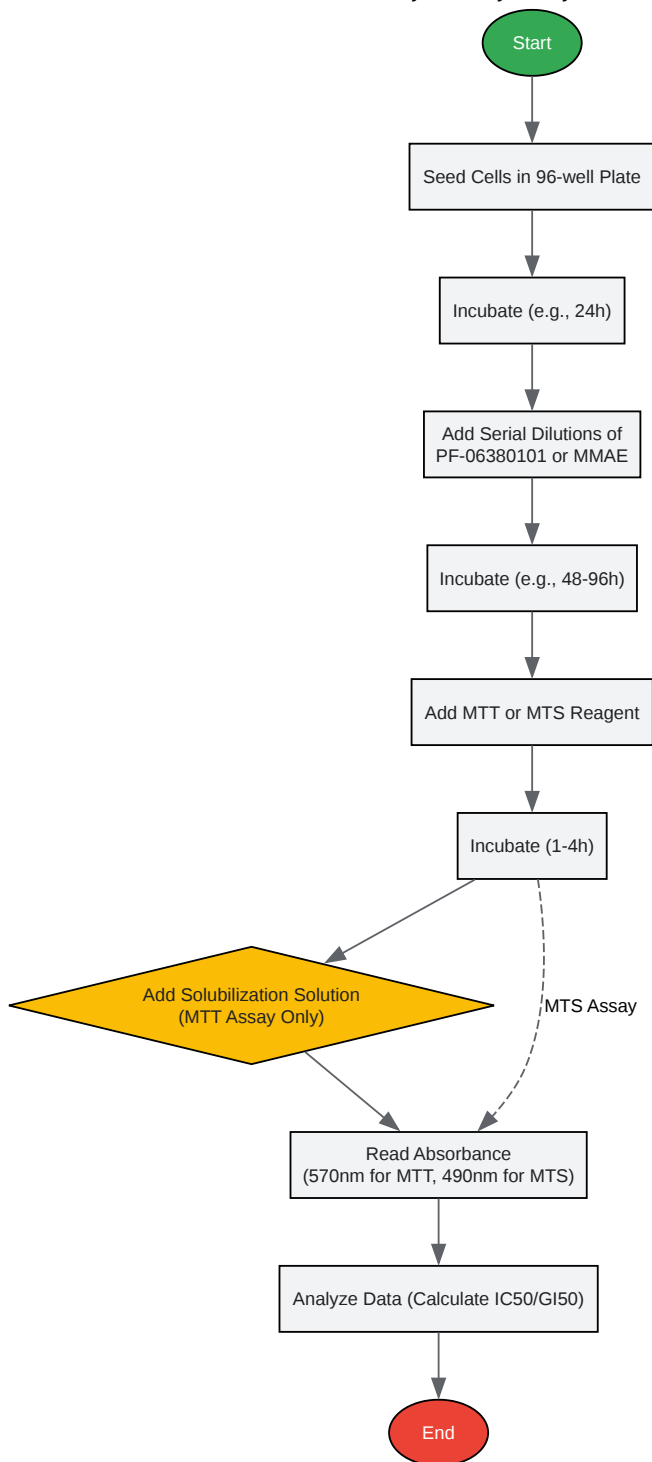 Start
Seed Cells in 96-well Plate
Incubate (e.g., 24h)
Add Serial Dilutions of
PF-06380101 or MMAE
Incubate (e.g., 48-96h)
Add MTT or MTS Reagent
Incubate (1-4h)
Add Solubilization Solution
(MTT Assay Only)
MTS Assay
Read Absorbance
(570nm for MTT, 490nm for MTS)
Analyze Data (Calculate IC50/GI50)
End